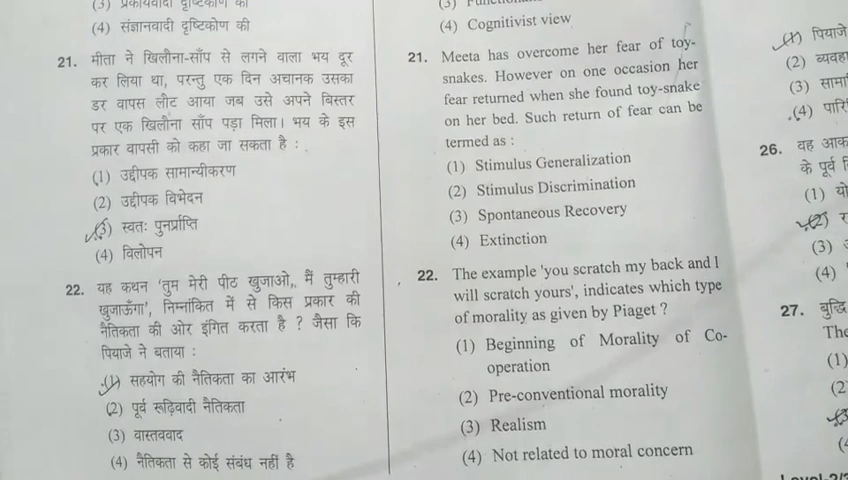 (3) प्रकार्यवादी दृष्टिकोण की
(4) संज्ञानवादी दृष्टिकोण की
21. मीता ने खिलौना-साँप से लगने वाला भय दूर
कर लिया था, परन्तु एक दिन अचानक उसका
डर वापस लौट आया जब उसे अपने बिस्तर
पर एक खिलौना साँप पड़ा मिला। भय के इस
प्रकार वापसी को कहा जा सकता है :
(1) उद्दीपक सामान्यीकरण
(2) उद्दीपक विभेदन
(3) स्वतः पुनर्प्राप्ति
(4) विलोपन
22. यह कथन 'तुम मेरी पीठ खुजाओ, मैं तुम्हारी
खुजाऊँगा', निम्नांकित में से किस प्रकार की
नैतिकता की ओर इंगित करता है ? जैसा कि
पियाजे ने बताया :
(1) सहयोग की नैतिकता का आरंभ
(2) पूर्व रूढ़िवादी नैतिकता
(3) वास्तववाद
(4) नैतिकता से कोई संबंध नहीं है
(3)
(4) Cognitivist view
21. Meeta has overcome her fear of toy-
snakes. However on one occasion her
fear returned when she found toy-snake
on her bed. Such return of fear can be
termed as :
(1) Stimulus Generalization
(2) Stimulus Discrimination
(3) Spontaneous Recovery
(4) Extinction
22. The example 'you scratch my back and I
will scratch yours', indicates which type
of morality as given by Piaget ?
(1) Beginning of Morality of Co-
operation
(2) Pre-conventional morality
(3) Realism
(4) Not related to moral concern
(1) पियाजे
(2)
(3)
(4)
26. वह
के पूर्व
(1)
(2)
(3)
(4)
27. बुद्धि
The
(1)
(2)